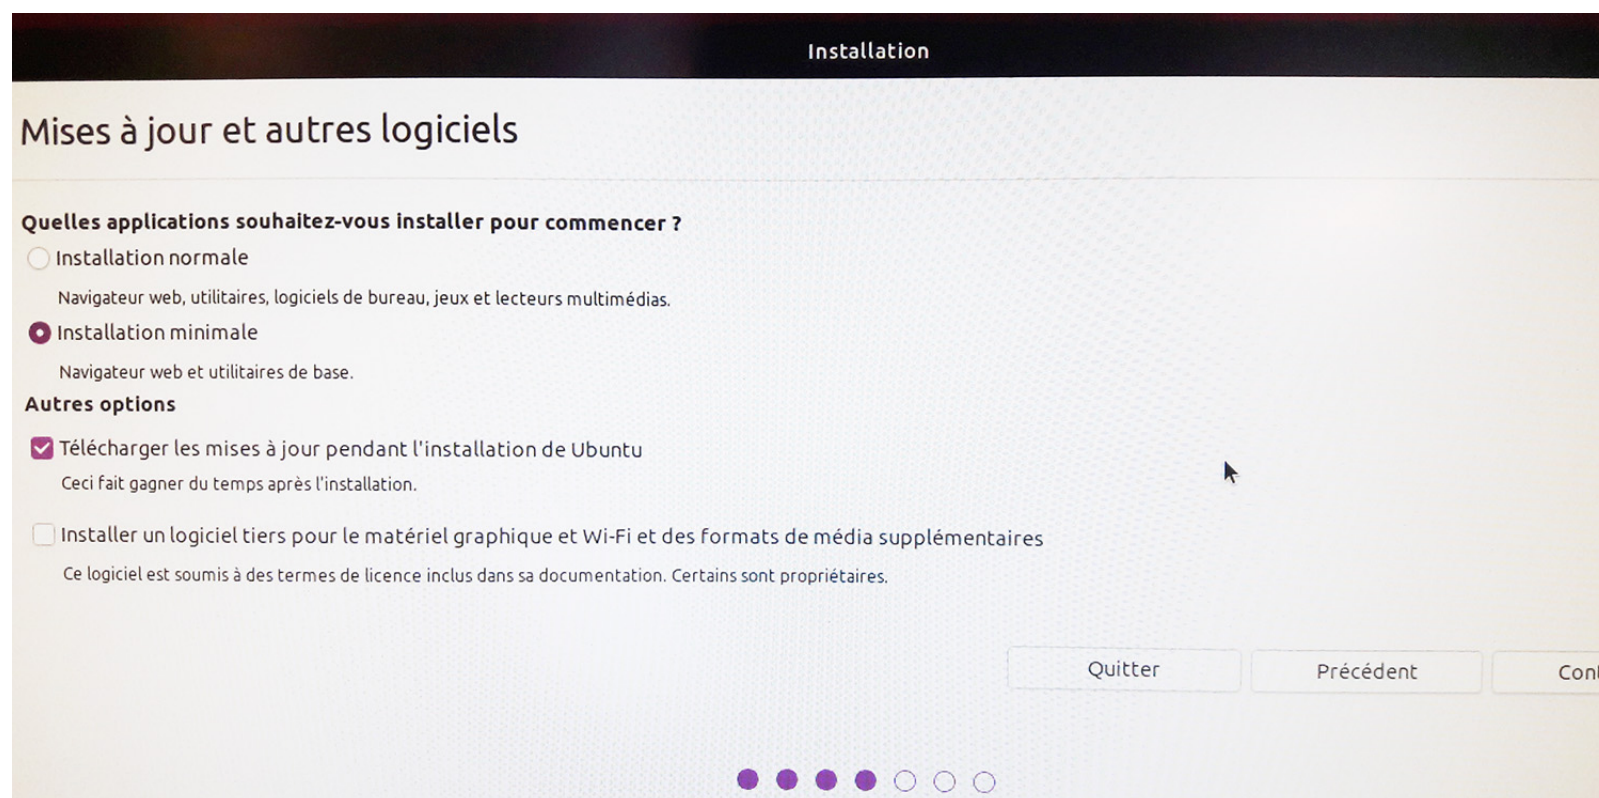 Installation
Mises à jour et autres logiciels
Quelles applications souhaitez-vous installer pour commencer ?
Installation normale
Navigateur web, utilitaires, logiciels de bureau, jeux et lecteurs multimédias.
Installation minimale
Navigateur web et utilitaires de base.
Autres options
Télécharger les mises à jour pendant l'installation de Ubuntu
Ceci fait gagner du temps après l'installation.
Installer un logiciel tiers pour le matériel graphique et Wi-Fi et des formats de média supplémentaires
Ce logiciel est soumis à des termes de licence inclus dans sa documentation. Certains sont propriétaires.
Quitter Précédent